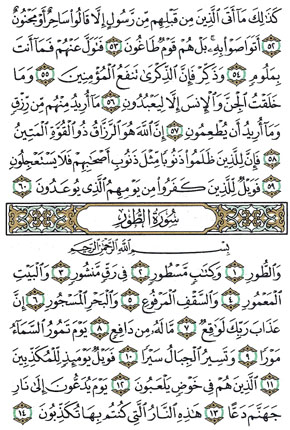 كَذَٰلِكَ مَآ أَتَى ٱلَّذِينَ مِن قَبْلِهِم مِّن رَّسُولٍ إِلَّا قَالُوا۟ سَاحِرٌ أَوْ مَجْنُونٌ
٥٢ أَتَوَاصَوْا۟ بِهِۦ ۚ بَلْ هُمْ قَوْمٌ طَاغُونَ ٥٣ فَتَوَلَّ عَنْهُمْ فَمَآ أَنتَ
بِمَلُومٍ ٥٤ وَذَكِّرْ فَإِنَّ ٱلذِّكْرَىٰ تَنفَعُ ٱلْمُؤْمِنِينَ ٥٥ وَمَا
خَلَقْتُ ٱلْجِنَّ وَٱلْإِنسَ إِلَّا لِيَعْبُدُونِ ٥٦ مَآ أُرِيدُ مِنْهُم مِّن رِّزْقٍ
وَمَآ أُرِيدُ أَن يُطْعِمُونِ ٥٧ إِنَّ ٱللَّهَ هُوَ ٱلرَّزَّاقُ ذُو ٱلْقُوَّةِ ٱلْمَتِينُ
٥٨ فَإِنَّ لِلَّذِينَ ظَلَمُوا۟ ذَنُوبًا مِّثْلَ ذَنُوبِ أَصْحَٰبِهِمْ فَلَا يَسْتَعْجِلُونِ
٥٩ فَوَيْلٌ لِّلَّذِينَ كَفَرُوا۟ مِن يَوْمِهِمُ ٱلَّذِى يُوعَدُونَ ٦٠
سُورَةُ الطُّورِ
بِسْمِ ٱللَّهِ ٱلرَّحْمَٰنِ ٱلرَّحِيمِ
وَٱلطُّورِ ١ وَكِتَٰبٍ مَّسْطُورٍ ٢ فِى رَقٍّ مَّنشُورٍ ٣ وَٱلْبَيْتِ
ٱلْمَعْمُورِ ٤ وَٱلسَّقْفِ ٱلْمَرْفُوعِ ٥ وَٱلْبَحْرِ ٱلْمَسْجُورِ ٦ إِنَّ
عَذَابَ رَبِّكَ لَوَٰقِعٌ ٧ مَّا لَهُۥ مِن دَافِعٍ ٨ يَوْمَ تَمُورُ ٱلسَّمَآءُ
مَوْرًا ٩ وَتَسِيرُ ٱلْجِبَالُ سَيْرًا ١٠ فَوَيْلٌ يَوْمَئِذٍ لِّلْمُكَذِّبِينَ
١١ ٱلَّذِينَ هُمْ فِى خَوْضٍ يَلْعَبُونَ ١٢ يَوْمَ يُدَعُّونَ إِلَىٰ نَارِ
جَهَنَّمَ دَعًّا ١٣ هَٰذِهِ ٱلنَّارُ ٱلَّتِى كُنتُم بِهَا تُكَذِّبُونَ ١٤